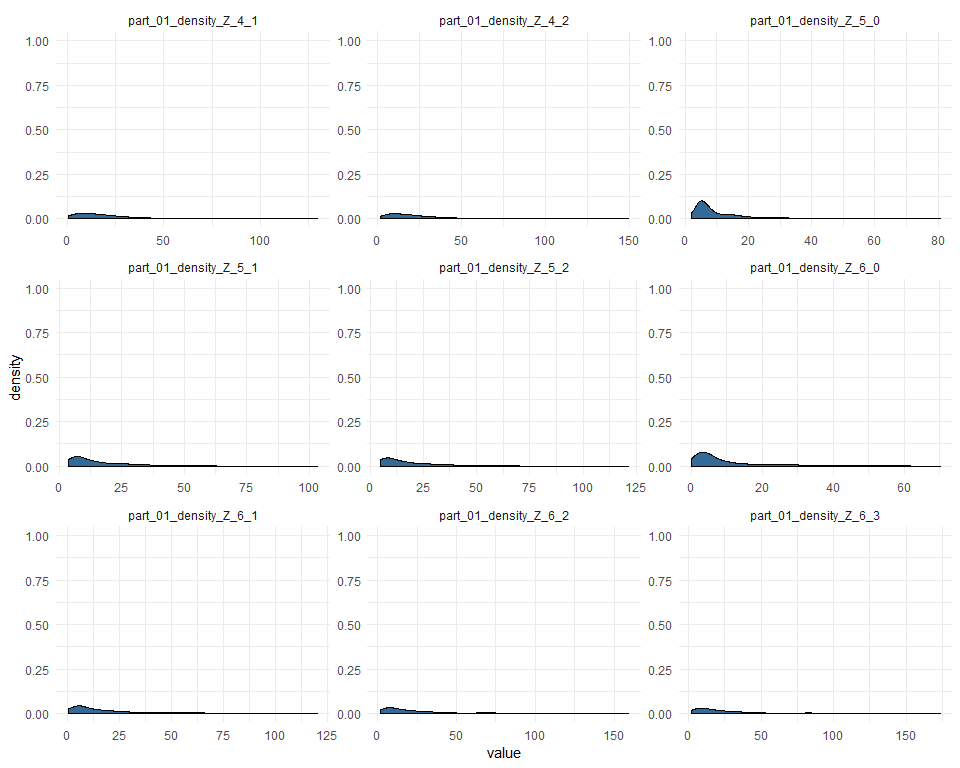 part_01_density_Z_4_1 part_01_density_Z_4_2 part_01_density_Z_5_0
1.00 1.00 1.00
0.75 0.75 0.75
0.50 0.50 0.50
0.25 0.25 0.25
0.00 0.00 0.00
0 50 100 0 50 100 150 0 20 40 60 80
part_01_density_Z_5_1 part_01_density_Z_5_2 part_01_density_Z_6_0
1.00 1.00 1.00
0.75 0.75 0.75
density
0.50 0.50 0.50
0.25 0.25 0.25
0.00 0.00 0.00
0 25 50 75 100 0 25 50 75 100 125 0 20 40 60
part_01_density_Z_6_1 part_01_density_Z_6_2 part_01_density_Z_6_3
1.00 1.00 1.00
0.75 0.75 0.75
0.50 0.50 0.50
0.25 0.25 0.25
0.00 0.00 0.00
0 25 50 75 100 125 0 50 100 150 0 50 100 150
value